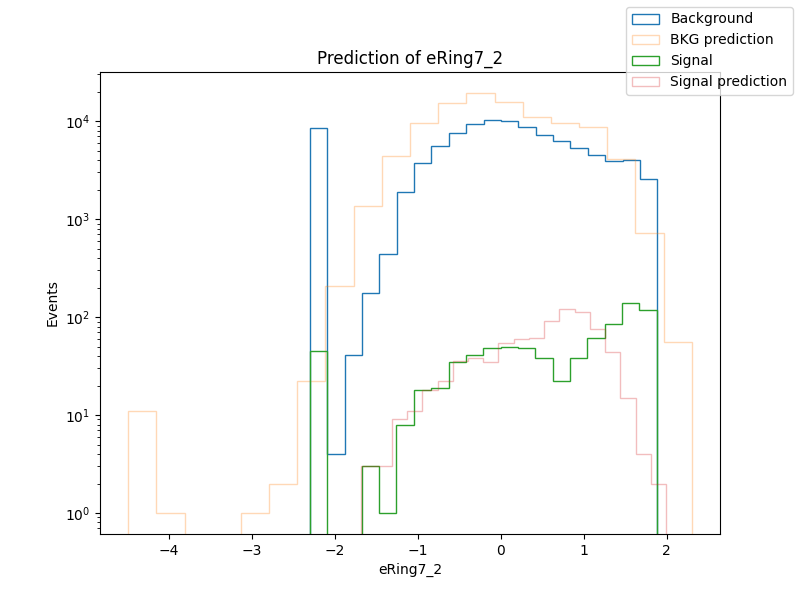 Prediction of eRing7_2
Background
BKG prediction
Signal
Signal prediction
Events
10⁴
10³
10²
10¹
10⁰
−4
−3
−2
−1
0
1
2
eRing7_2